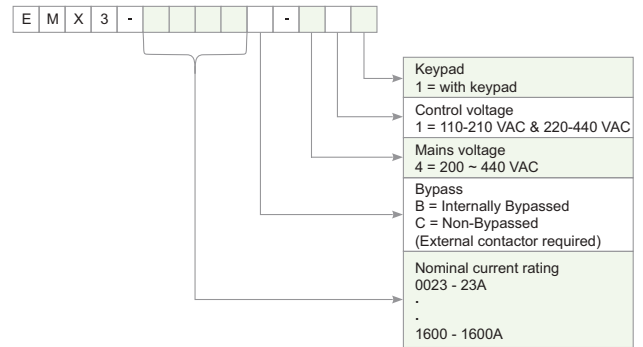 E M X 3 - -
Keypad
1 = with keypad
Control voltage
1 = 110-210 VAC & 220-440 VAC
Mains voltage
4 = 200 ~ 440 VAC
Bypass
B = Internally Bypassed
C = Non-Bypassed
(External contactor required)
Nominal current rating
0023 - 23A
.
.
1600 - 1600A